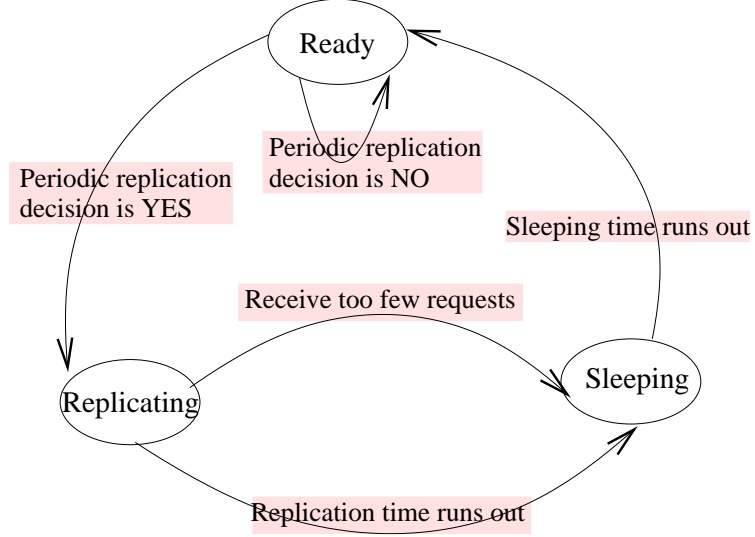 Ready
Periodic replication
decision is NO
Periodic replication
decision is YES
Sleeping time runs out
Receive too few requests
Sleeping
Replicating
Replication time runs out